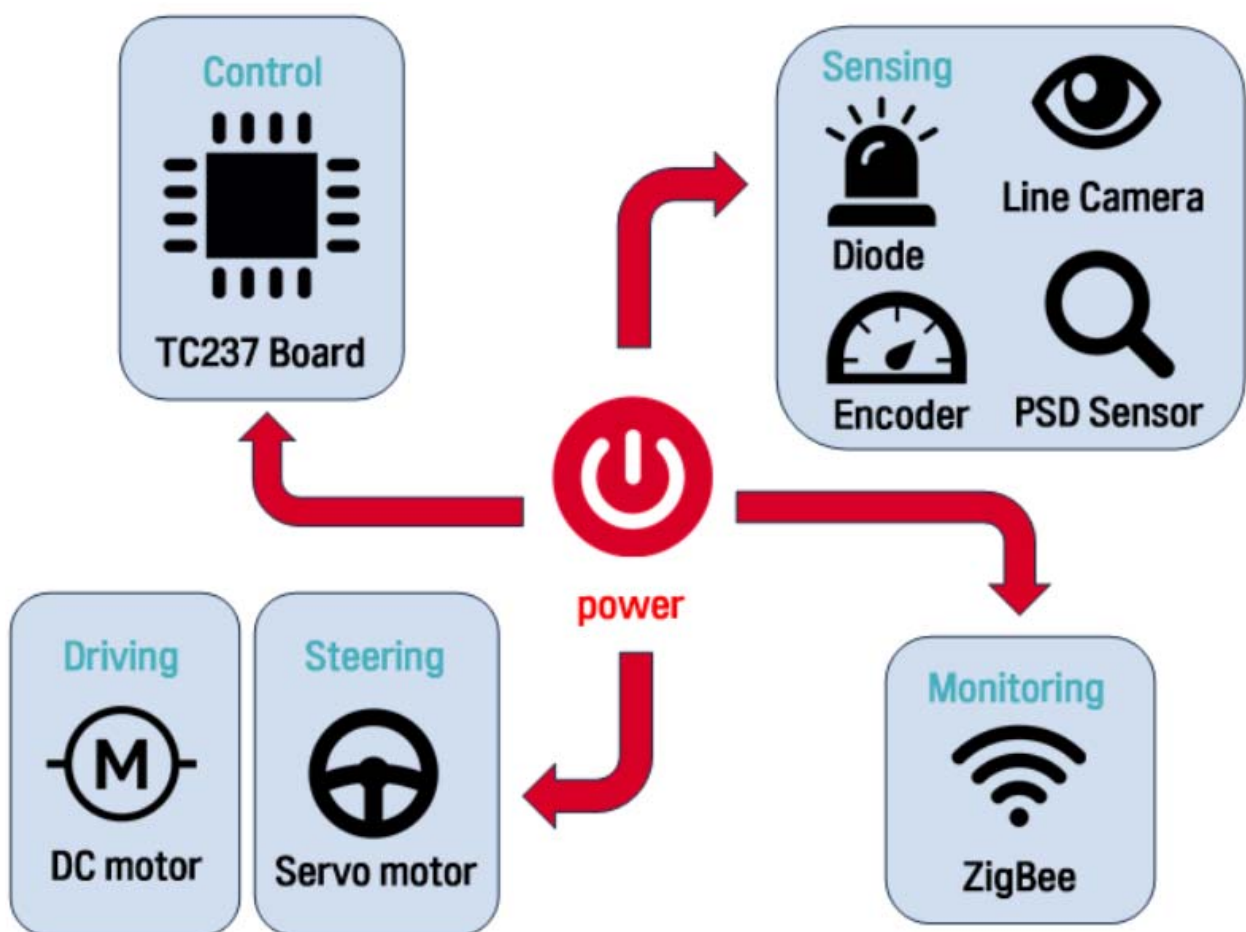 Control
TC237 Board
Sensing
Diode
Line Camera
Encoder
PSD Sensor
power
Driving
M
DC motor
Steering
Servo motor
Monitoring
ZigBee